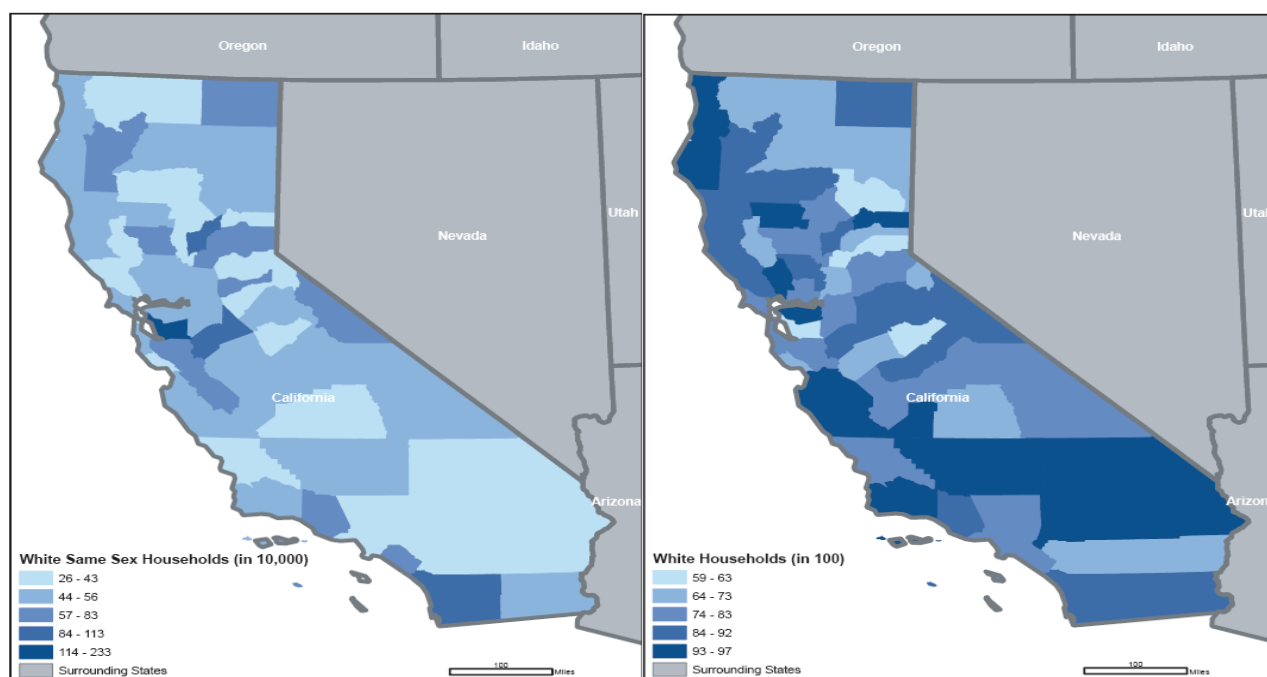 Oregon
Idaho
Nevada
Utah
California
Arizona
White Same Sex Households (in 10,000)
26 - 43
44 - 56
57 - 83
84 - 113
114 - 233
Surrounding States
100
Miles
Oregon
Idaho
Nevada
Utal
California
Arizon
White Households (in 100)
59 - 63
64 - 73
74 - 83
84 - 92
93 - 97
Surrounding States
100
Miles